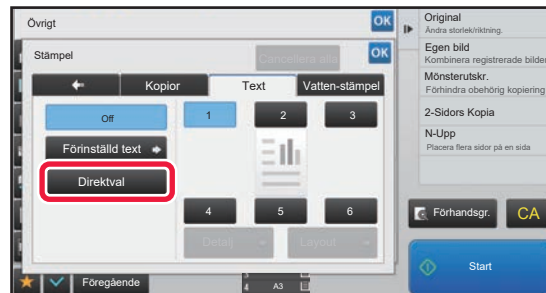 Övrigt
OK
Stämpel
Cancellera alla
OK
Kopior
Text
Vatten-stämpel
Off
1
2
3
Förinställd text
Direktval
4
5
6
Detalj
Layout
Föregående
3
4
A3
Original
Ändra storlek/riktning.
Egen bild
Kombinera registrerade bilder
Mönsterutskr.
Förhindra obehörig kopiering
2-Sidors Kopia
N-Upp
Placera flera sidor på en sida
Förhandsgr.
CA
Start